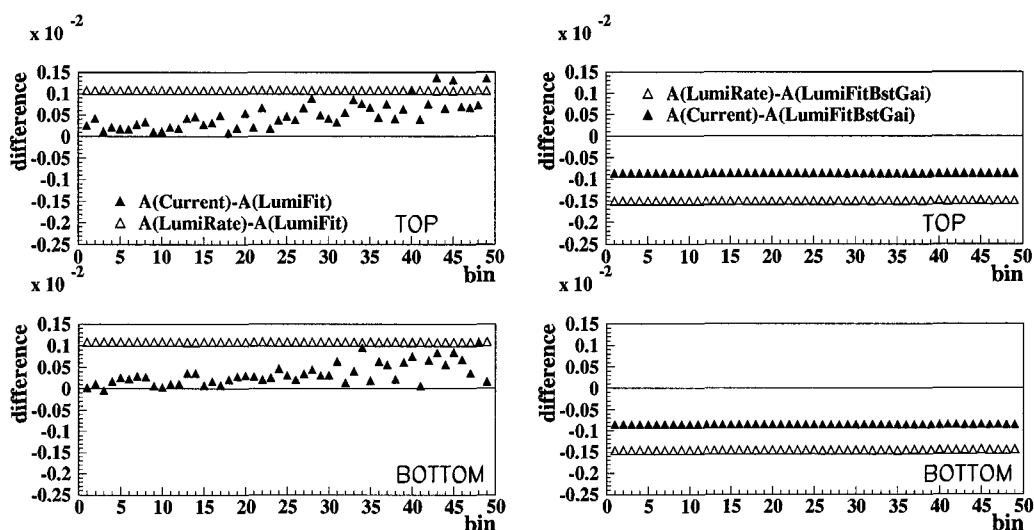 x 10 -2
difference
0.15
0.1
0.05
0
-0.05
-0.1
-0.15
-0.2
-0.25
▲ A(Current)-A(LumiFit)
△ A(LumiRate)-A(LumiFit)
TOP
0 5 10 15 20 25 30 35 40 45 50
bin
x 10 -2
difference
0.15
0.1
0.05
0
-0.05
-0.1
-0.15
-0.2
-0.25
△ A(LumiRate)-A(LumiFitBstGai)
▲ A(Current)-A(LumiFitBstGai)
TOP
0 5 10 15 20 25 30 35 40 45 50
bin
x 10 -2
difference
0.15
0.1
0.05
0
-0.05
-0.1
-0.15
-0.2
-0.25
BOTTOM
0 5 10 15 20 25 30 35 40 45 50
bin
x 10 -2
difference
0.15
0.1
0.05
0
-0.05
-0.1
-0.15
-0.2
-0.25
BOTTOM
0 5 10 15 20 25 30 35 40 45 50
bin